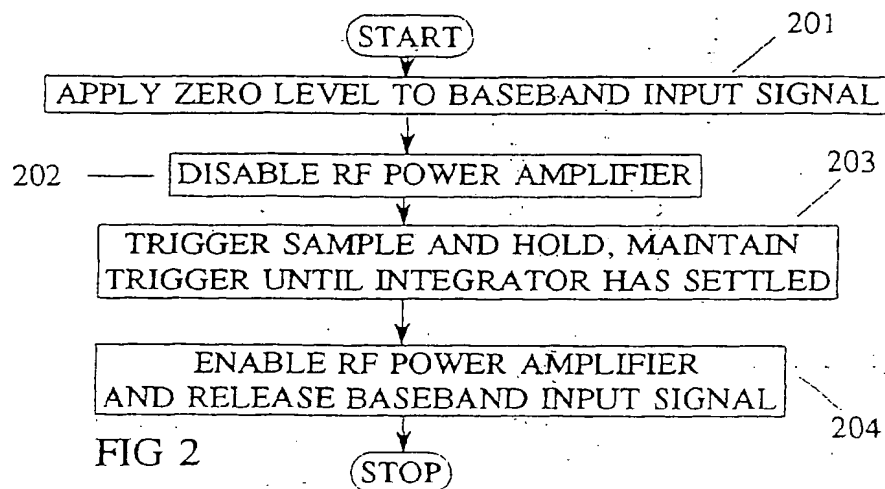 START
201
APPLY ZERO LEVEL TO BASEBAND INPUT SIGNAL
202
DISABLE RF POWER AMPLIFIER
203
TRIGGER SAMPLE AND HOLD, MAINTAIN
TRIGGER UNTIL INTEGRATOR HAS SETTLED
ENABLE RF POWER AMPLIFIER
AND RELEASE BASEBAND INPUT SIGNAL
204
FIG 2
STOP